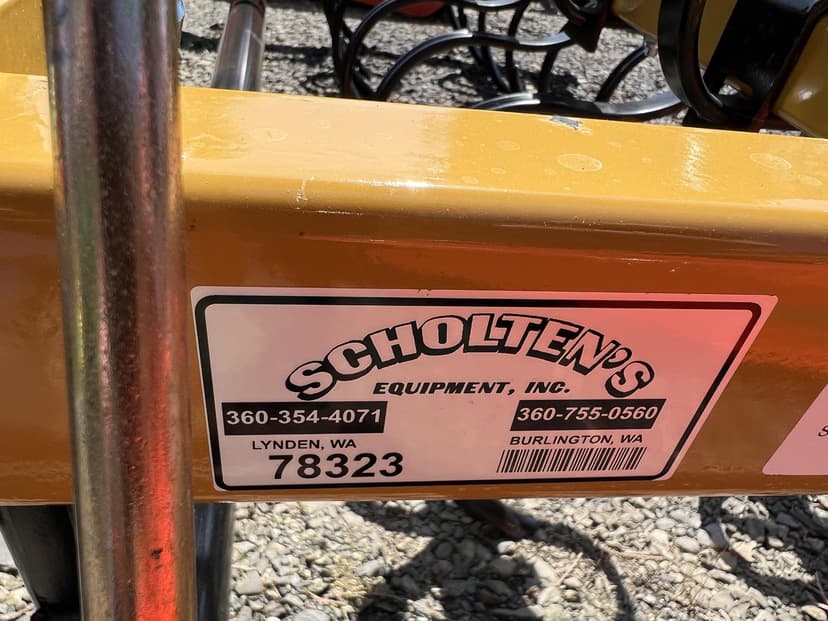 SCHOLTEN'S
EQUIPMENT, INC.
360-354-4071
LYNDEN, WA
78323
360-755-0560
BURLINGTON, WA